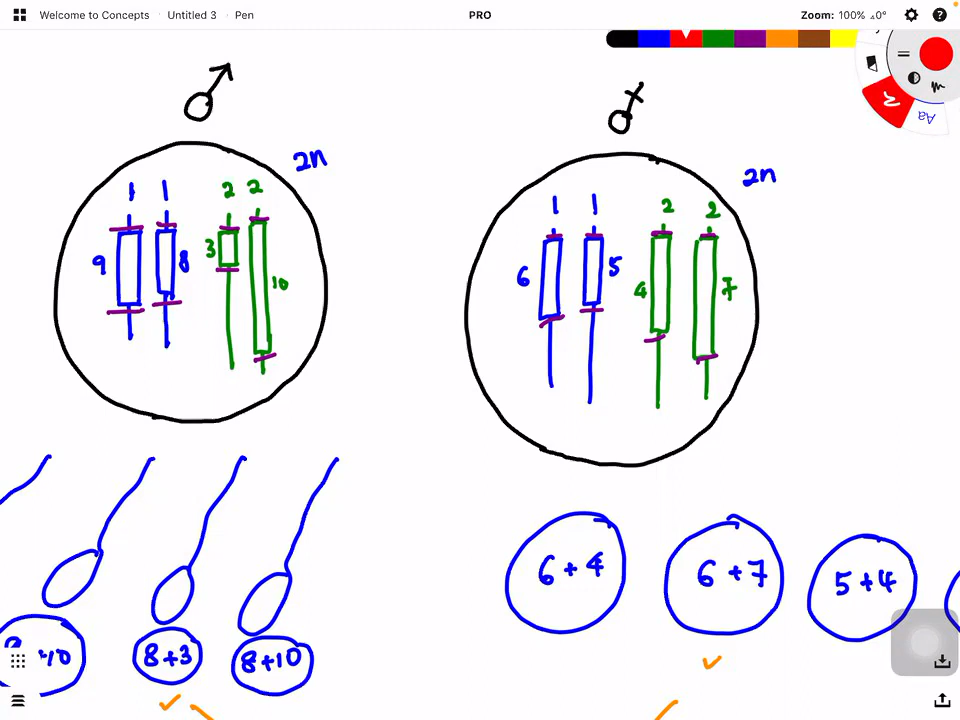 Welcome to Concepts Untitled 3 Pen PRO Zoom: 100% 0°
Aa
2n
2n
1 1 2 2
1 1 2 2
9 8 3 10
6 5 4 7
6+4 6+7 5+4
+10 8+3 8+10